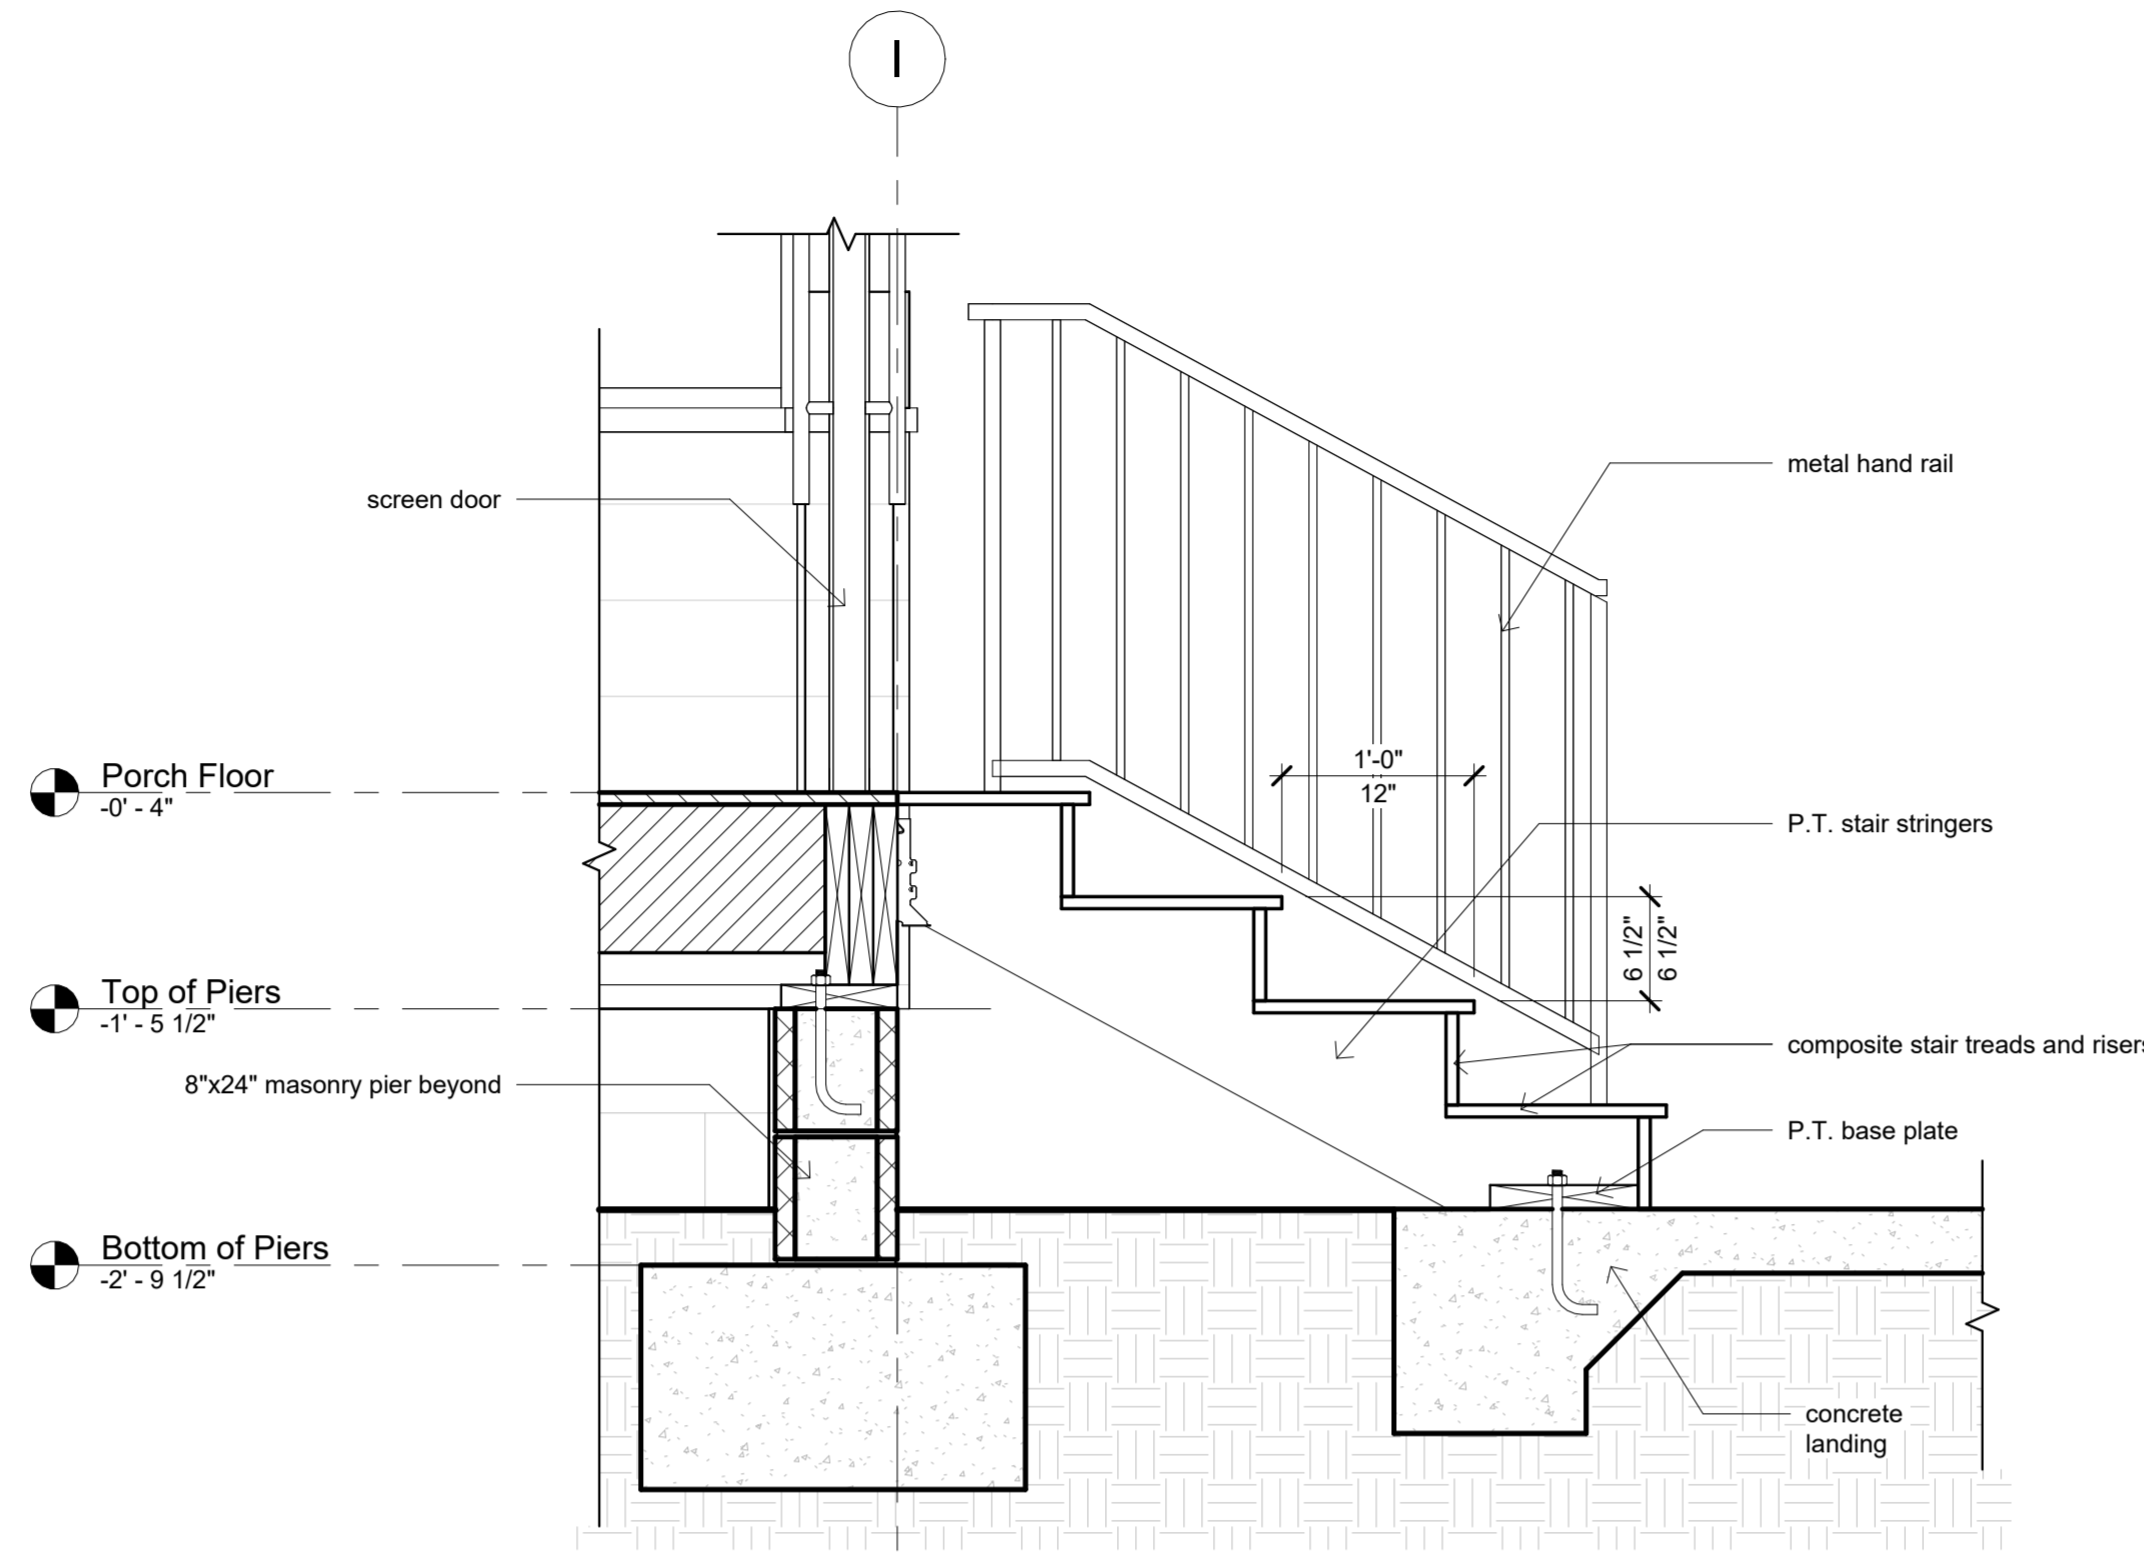 I
screen door
metal hand rail
Porch Floor
-0' - 4"
1'-0"
12"
P.T. stair stringers
6 1/2"
6 1/2"
Top of Piers
-1' - 5 1/2"
composite stair treads and risers
8"x24" masonry pier beyond
P.T. base plate
Bottom of Piers
-2' - 9 1/2"
concrete
landing